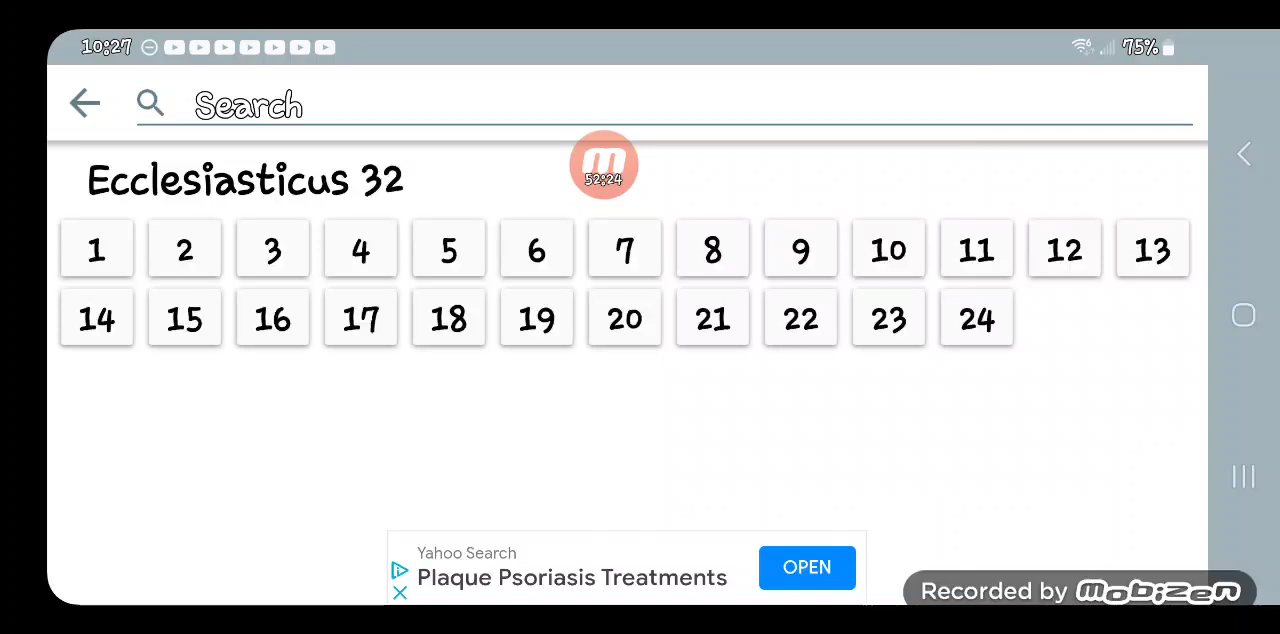 10:27
75%
Search
52:24
Ecclesiasticus 32
1 2 3 4 5 6 7 8 9 10 11 12 13
14 15 16 17 18 19 20 21 22 23 24
Yahoo Search
Plaque Psoriasis Treatments
OPEN
Recorded by mobizen